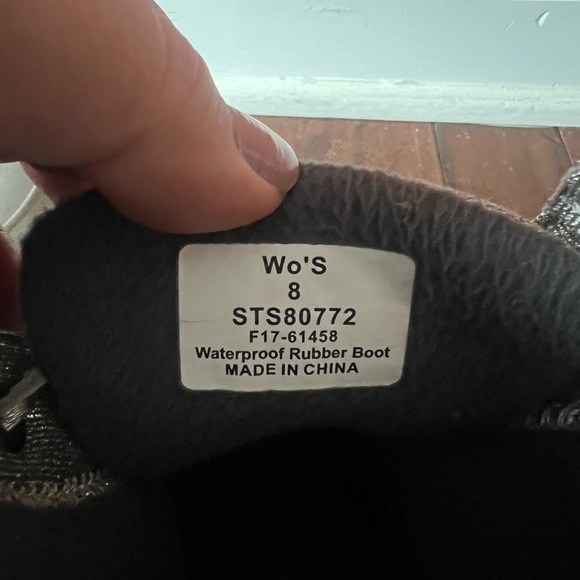 Wo'S
8
STS80772
F17-61458
Waterproof Rubber Boot
MADE IN CHINA